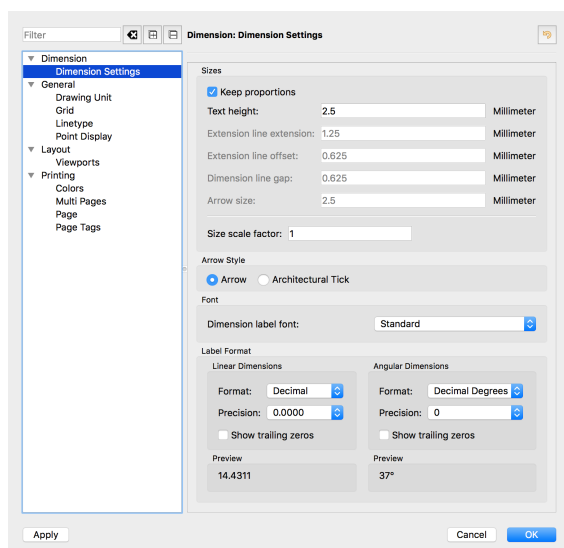 Filter
Dimension: Dimension Settings
Dimension
Dimension Settings
General
Drawing Unit
Grid
Linetype
Point Display
Layout
Viewports
Printing
Colors
Multi Pages
Page
Page Tags
Sizes
Keep proportions
Text height: 2.5 Millimeter
Extension line extension: 1.25 Millimeter
Extension line offset: 0.625 Millimeter
Dimension line gap: 0.625 Millimeter
Arrow size: 2.5 Millimeter
Size scale factor: 1
Arrow Style
Arrow Architectural Tick
Font
Dimension label font: Standard
Label Format
Linear Dimensions
Format: Decimal
Precision: 0.0000
Show trailing zeros
Preview
14.4311
Angular Dimensions
Format: Decimal Degrees
Precision: 0
Show trailing zeros
Preview
37°
Apply Cancel OK